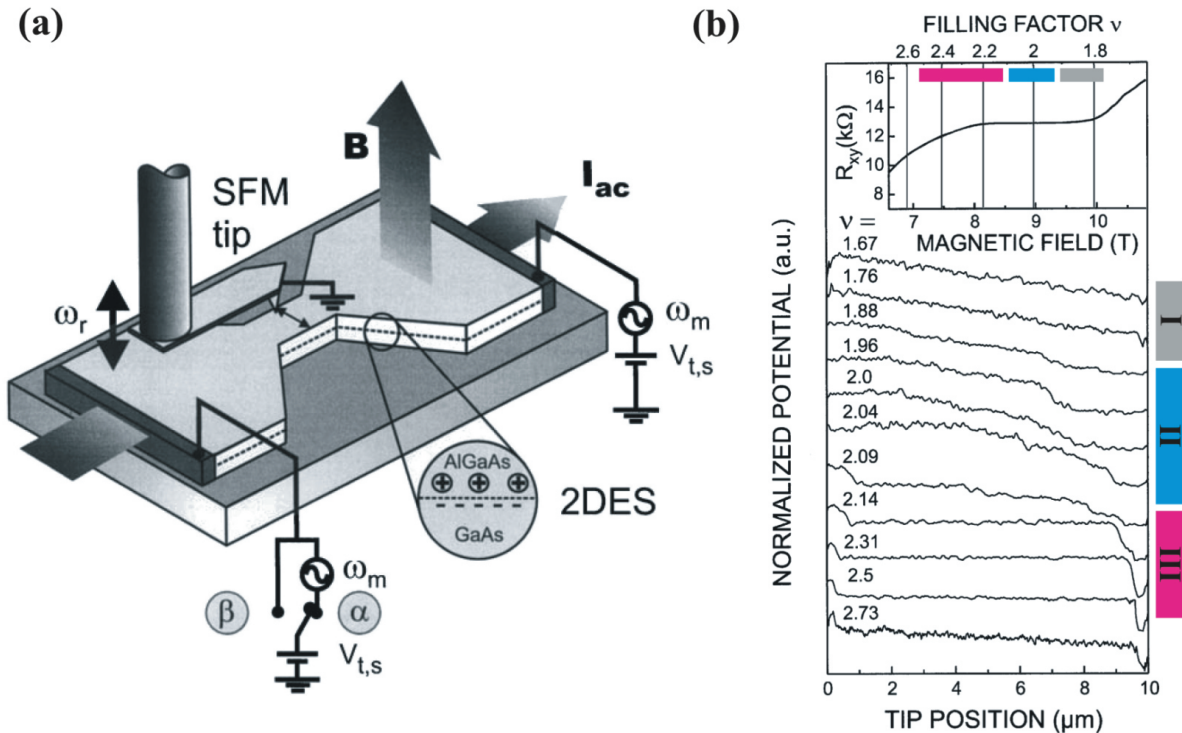 (a)
B
I ac
SFM
tip
ωr
ωm
Vt,s
AlGaAs
GaAs
2DES
ωm
β
α
Vt,s
(b)
FILLING FACTOR ν
2.6 2.4 2.2 2 1.8
16
14
12
10
8
Rxy(kΩ)
7 8 9 10
MAGNETIC FIELD (T)
NORMALIZED POTENTIAL (a.u.)
ν =
1.67
1.76
1.88
1.96
2.0
2.04
2.09
2.14
2.31
2.5
2.73
I
II
III
0 2 4 6 8 10
TIP POSITION (µm)